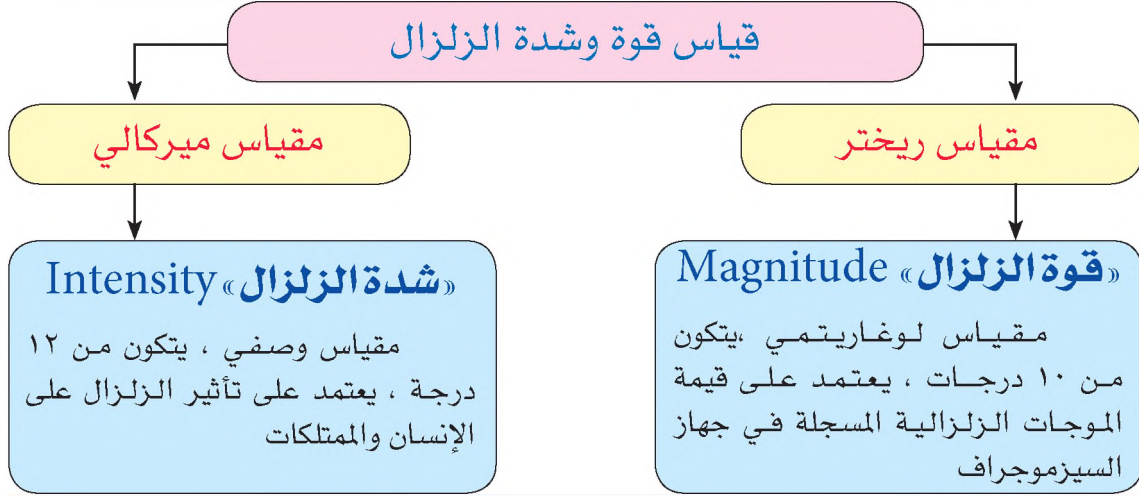 قياس قوة وشدة الزلزال
مقياس ريختر
«قوة الزلزال» Magnitude
مقياس لوغاريتمي ،يتكون
من ١٠ درجات ، يعتمد على قيمة
الموجات الزلزالية المسجلة في جهاز
السيزموجراف
مقياس ميركالي
«شدة الزلزال» Intensity
مقياس وصفي ، يتكون من ١٢
درجة ، يعتمد على تأثير الزلزال على
الإنسان والممتلكات